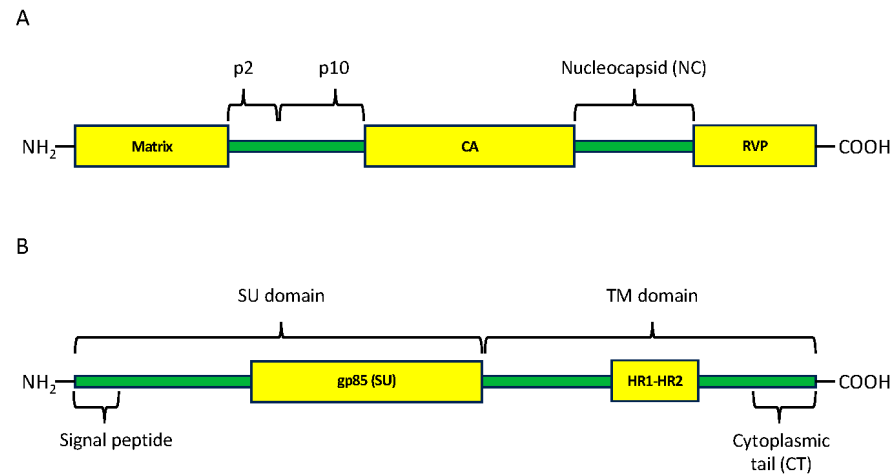 A
p2 p10 Nucleocapsid (NC)
NH2 Matrix CA RVP COOH
B
SU domain TM domain
NH2 gp85 (SU) HR1-HR2 COOH
Signal peptide Cytoplasmic
tail (CT)